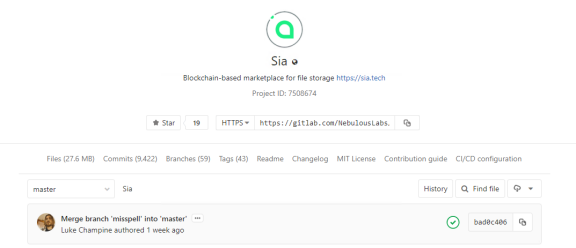 Sia
Blockchain-based marketplace for file storage https://sia.tech
Project ID: 7508674
Star 19 HTTPS https://gitlab.com/NebulousLabs.
Files (27.6 MB) Commits (9,422) Branches (59) Tags (43) Readme Changelog MIT License Contribution guide CI/CD configuration
master Sia History Find file
Merge branch 'misspell' into 'master' ...
Luke Champine authored 1 week ago
bad0c406